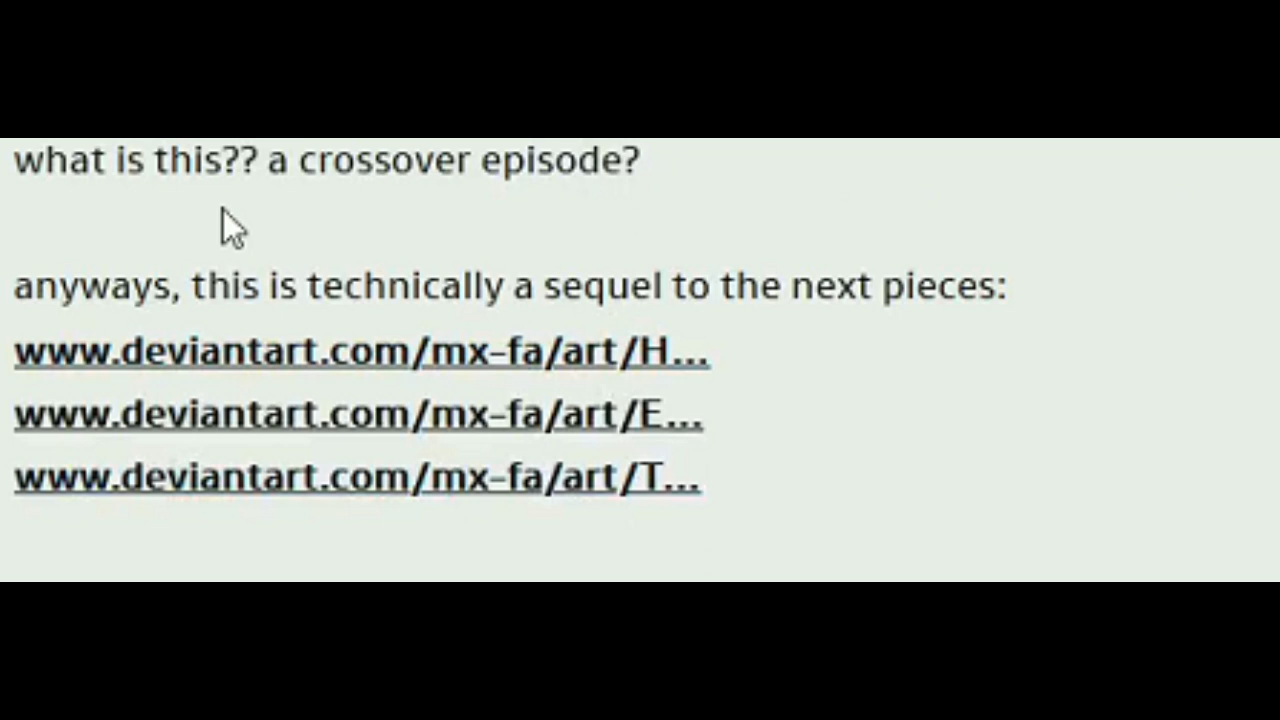 what is this?? a crossover episode?
anyways, this is technically a sequel to the next pieces:
www.deviantart.com/mx-fa/art/H...
www.deviantart.com/mx-fa/art/E...
www.deviantart.com/mx-fa/art/T...